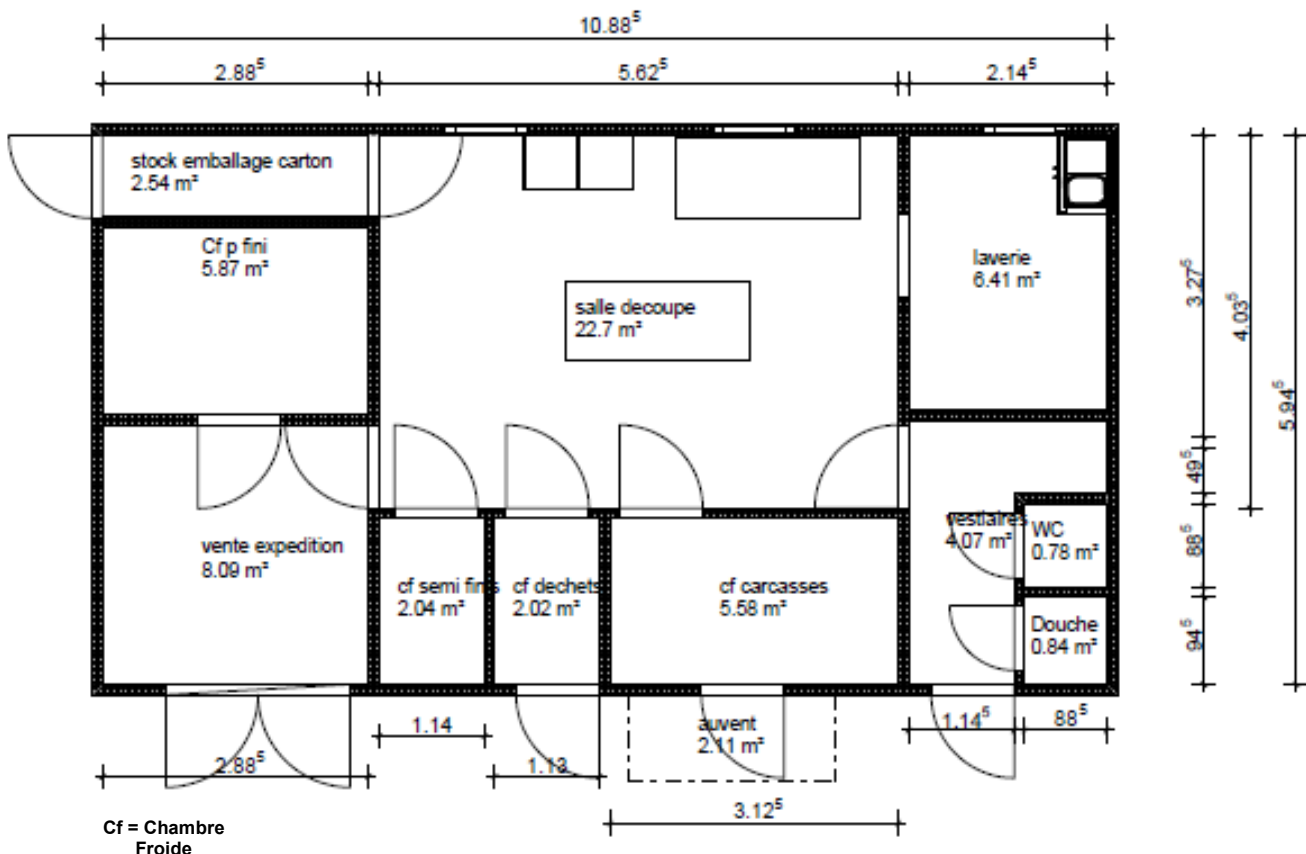 10.88⁵
2.88⁵
5.62⁵
2.14⁵
stock emballage carton
2.54 m²
Cf p fini
5.87 m²
salle decoupe
22.7 m²
laverie
6.41 m²
3.27⁵
4.03⁵
5.94⁵
49⁵
88⁵
94⁵
vente expedition
8.09 m²
cf semi finis
2.04 m²
cf dechets
2.02 m²
cf carcasses
5.58 m²
vestiaires
4.07 m²
WC
0.78 m²
Douche
0.84 m²
auvent
2.11 m²
1.14
1.13
1.14⁵
88⁵
2.88⁵
3.12⁵
Cf = Chambre
Froide